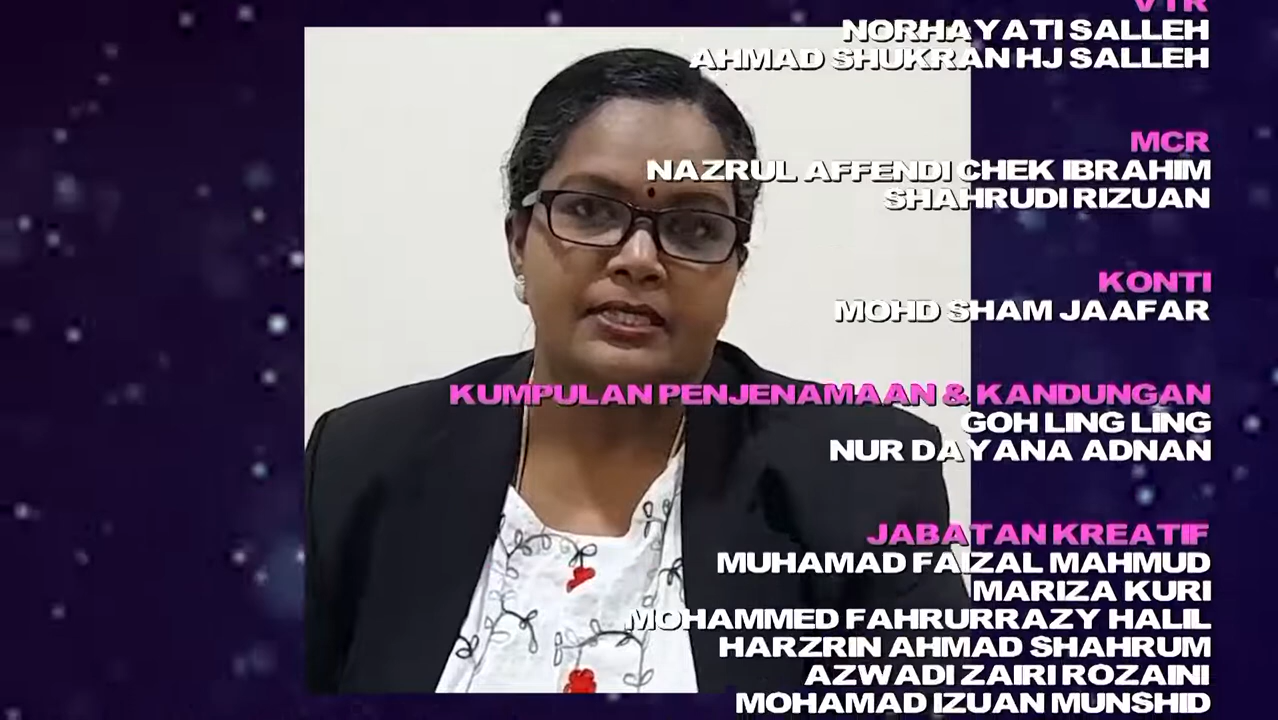 VTR
NORHAYATI SALLEH
AHMAD SHUKRAN HJ SALLEH
MCR
NAZRUL AFFENDI CHEK IBRAHIM
SHAHRUDI RIZUAN
KONTI
MOHD SHAM JAAFAR
KUMPULAN PENJENAMAAN & KANDUNGAN
GOH LING LING
NUR DAYANA ADNAN
JABATAN KREATIF
MUHAMAD FAIZAL MAHMUD
MARIZA KURI
MOHAMMED FAHRURRAZY HALIL
HARZRIN AHMAD SHAHRUM
AZWADI ZAIRI ROZAINI
MOHAMAD IZUAN MUNSHID